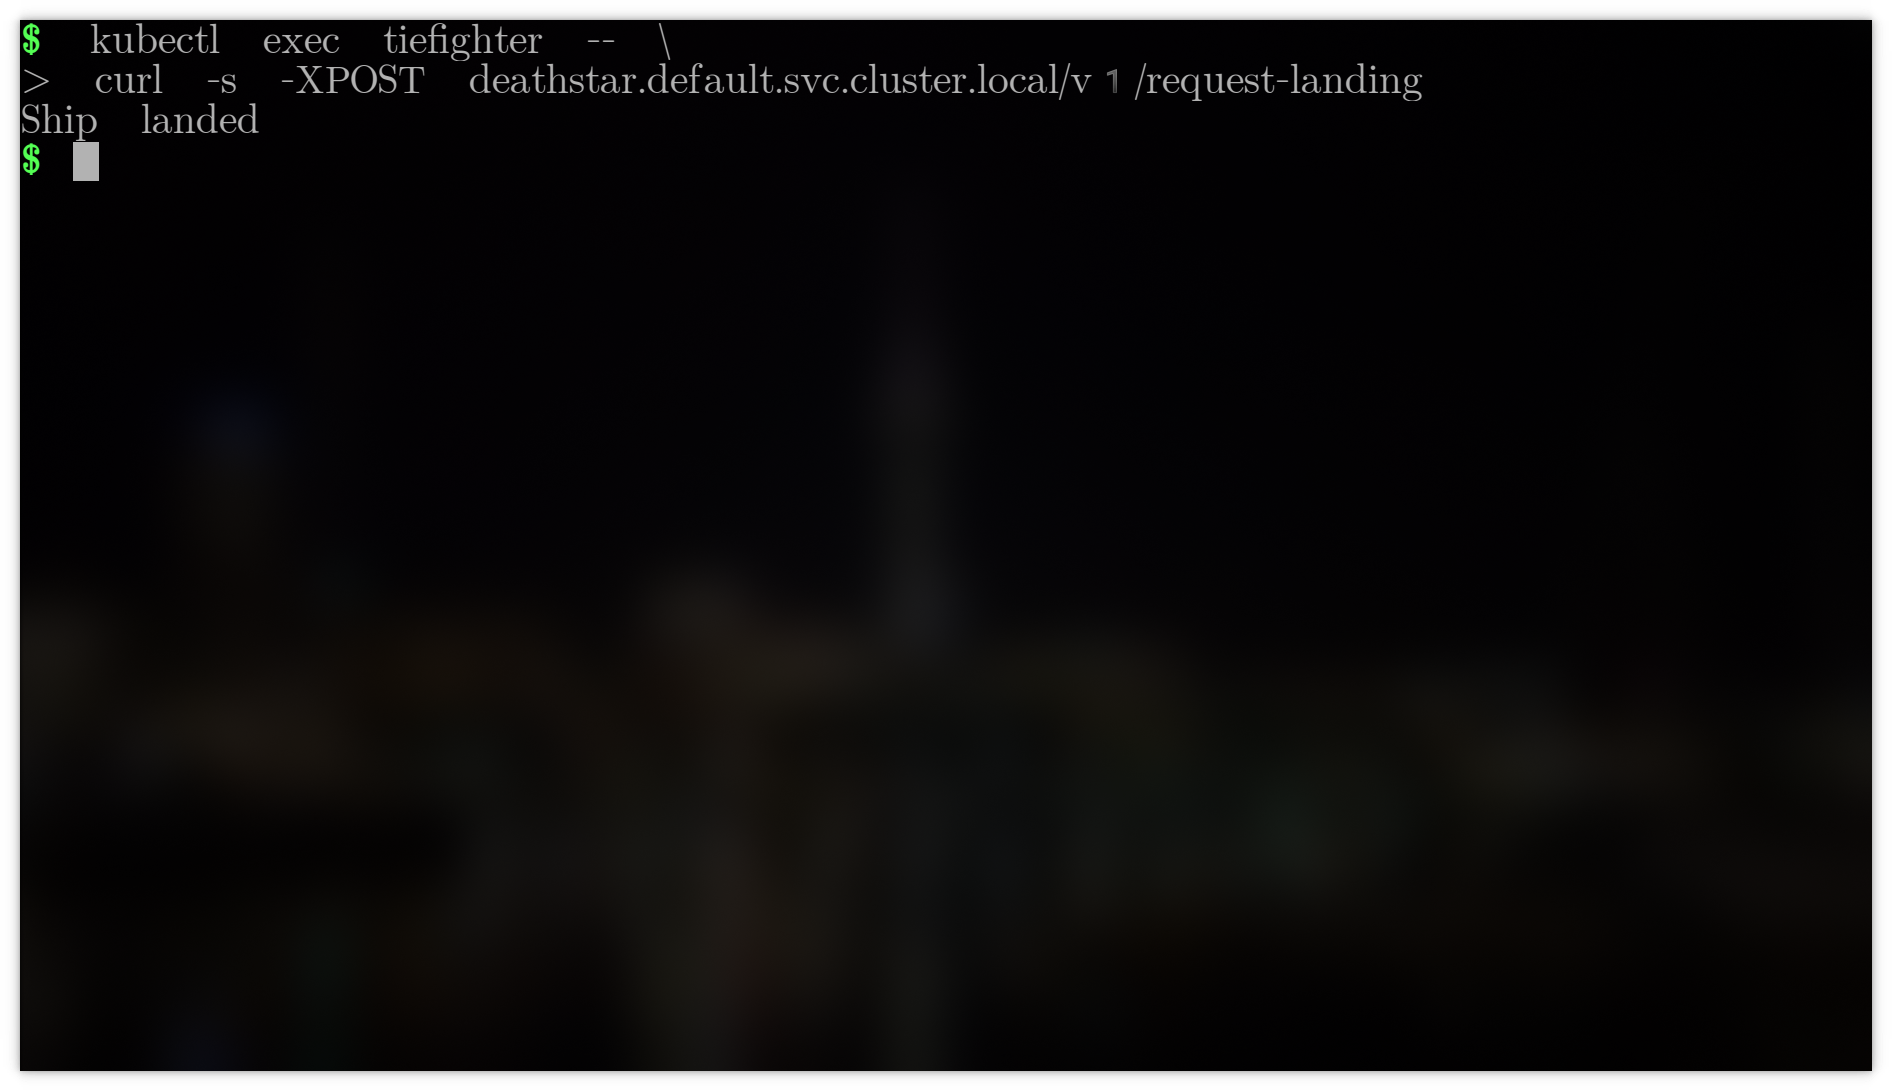 $ kubectl exec tiefighter -- \
> curl -s -XPOST deathstar.default.svc.cluster.local/v1/request-landing
Ship landed
$